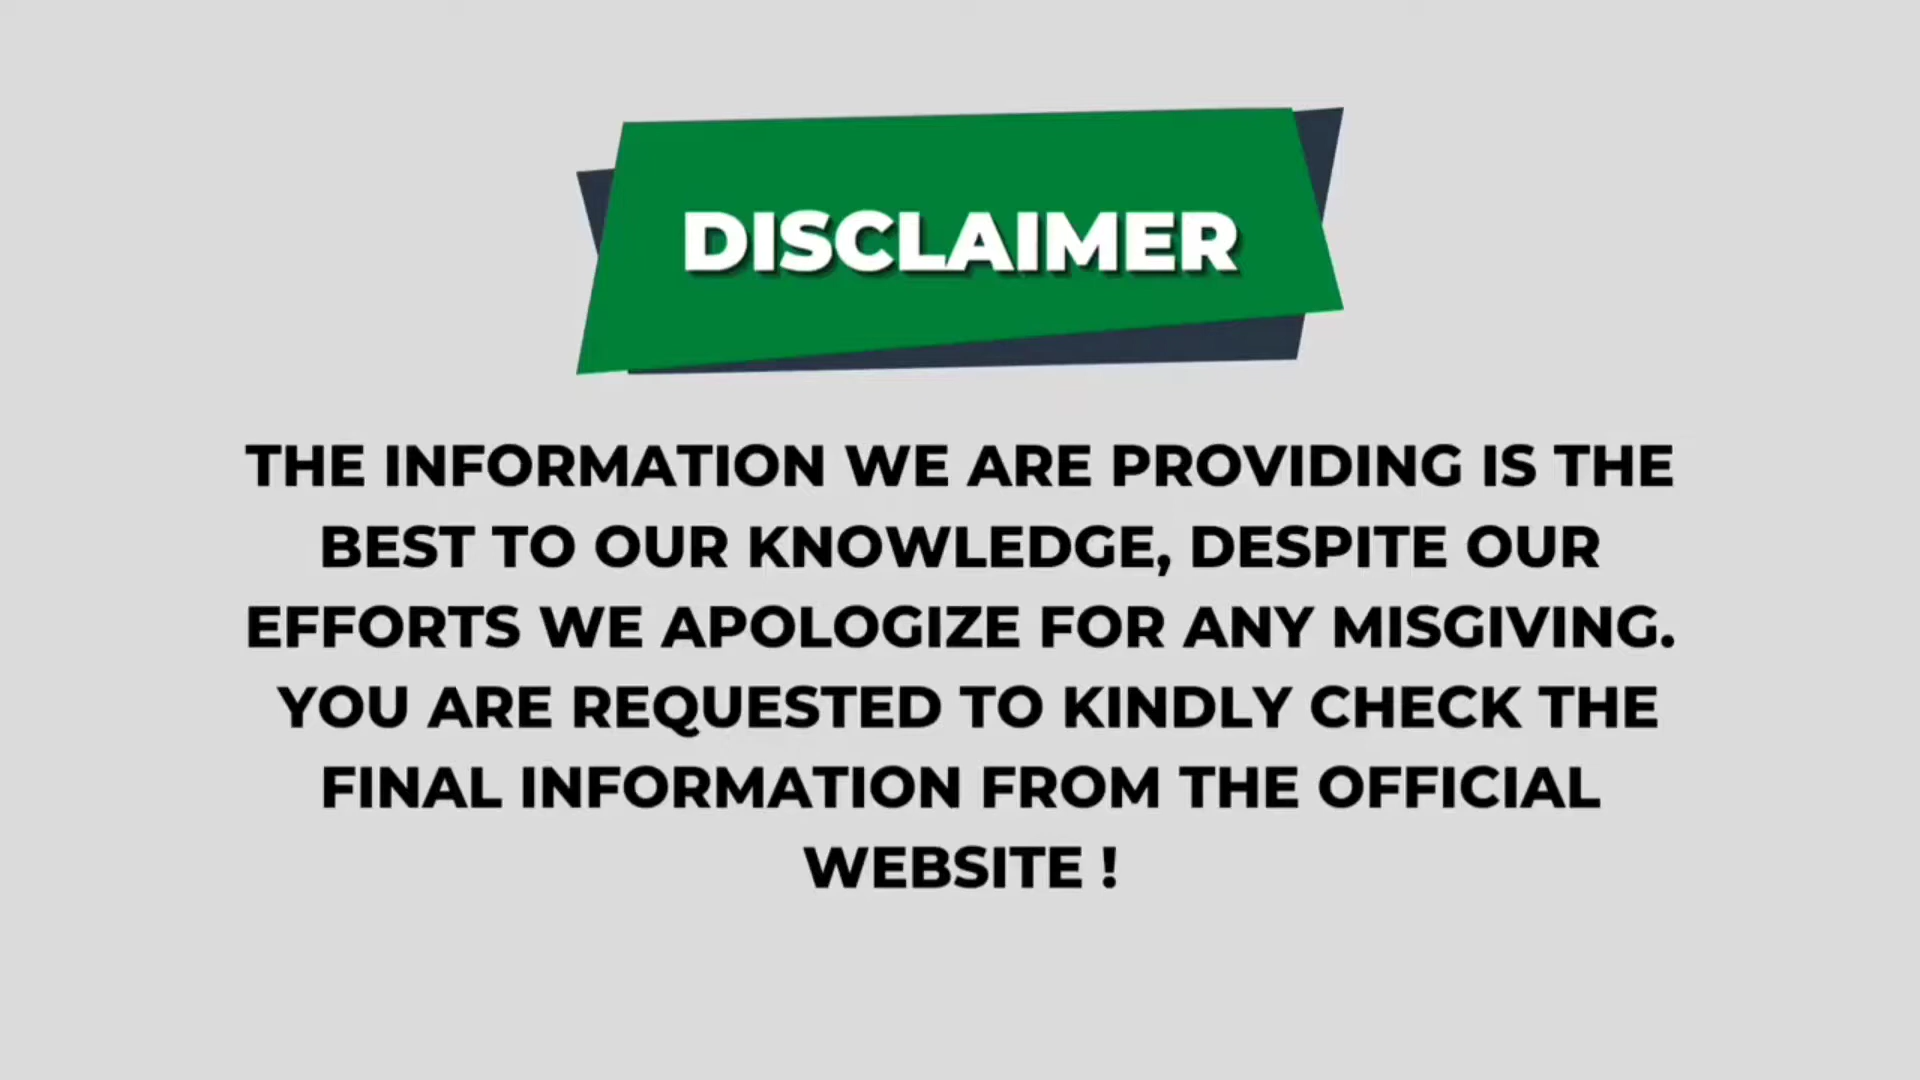 DISCLAIMER
THE INFORMATION WE ARE PROVIDING IS THE
BEST TO OUR KNOWLEDGE, DESPITE OUR
EFFORTS WE APOLOGIZE FOR ANY MISGIVING.
YOU ARE REQUESTED TO KINDLY CHECK THE
FINAL INFORMATION FROM THE OFFICIAL
WEBSITE !